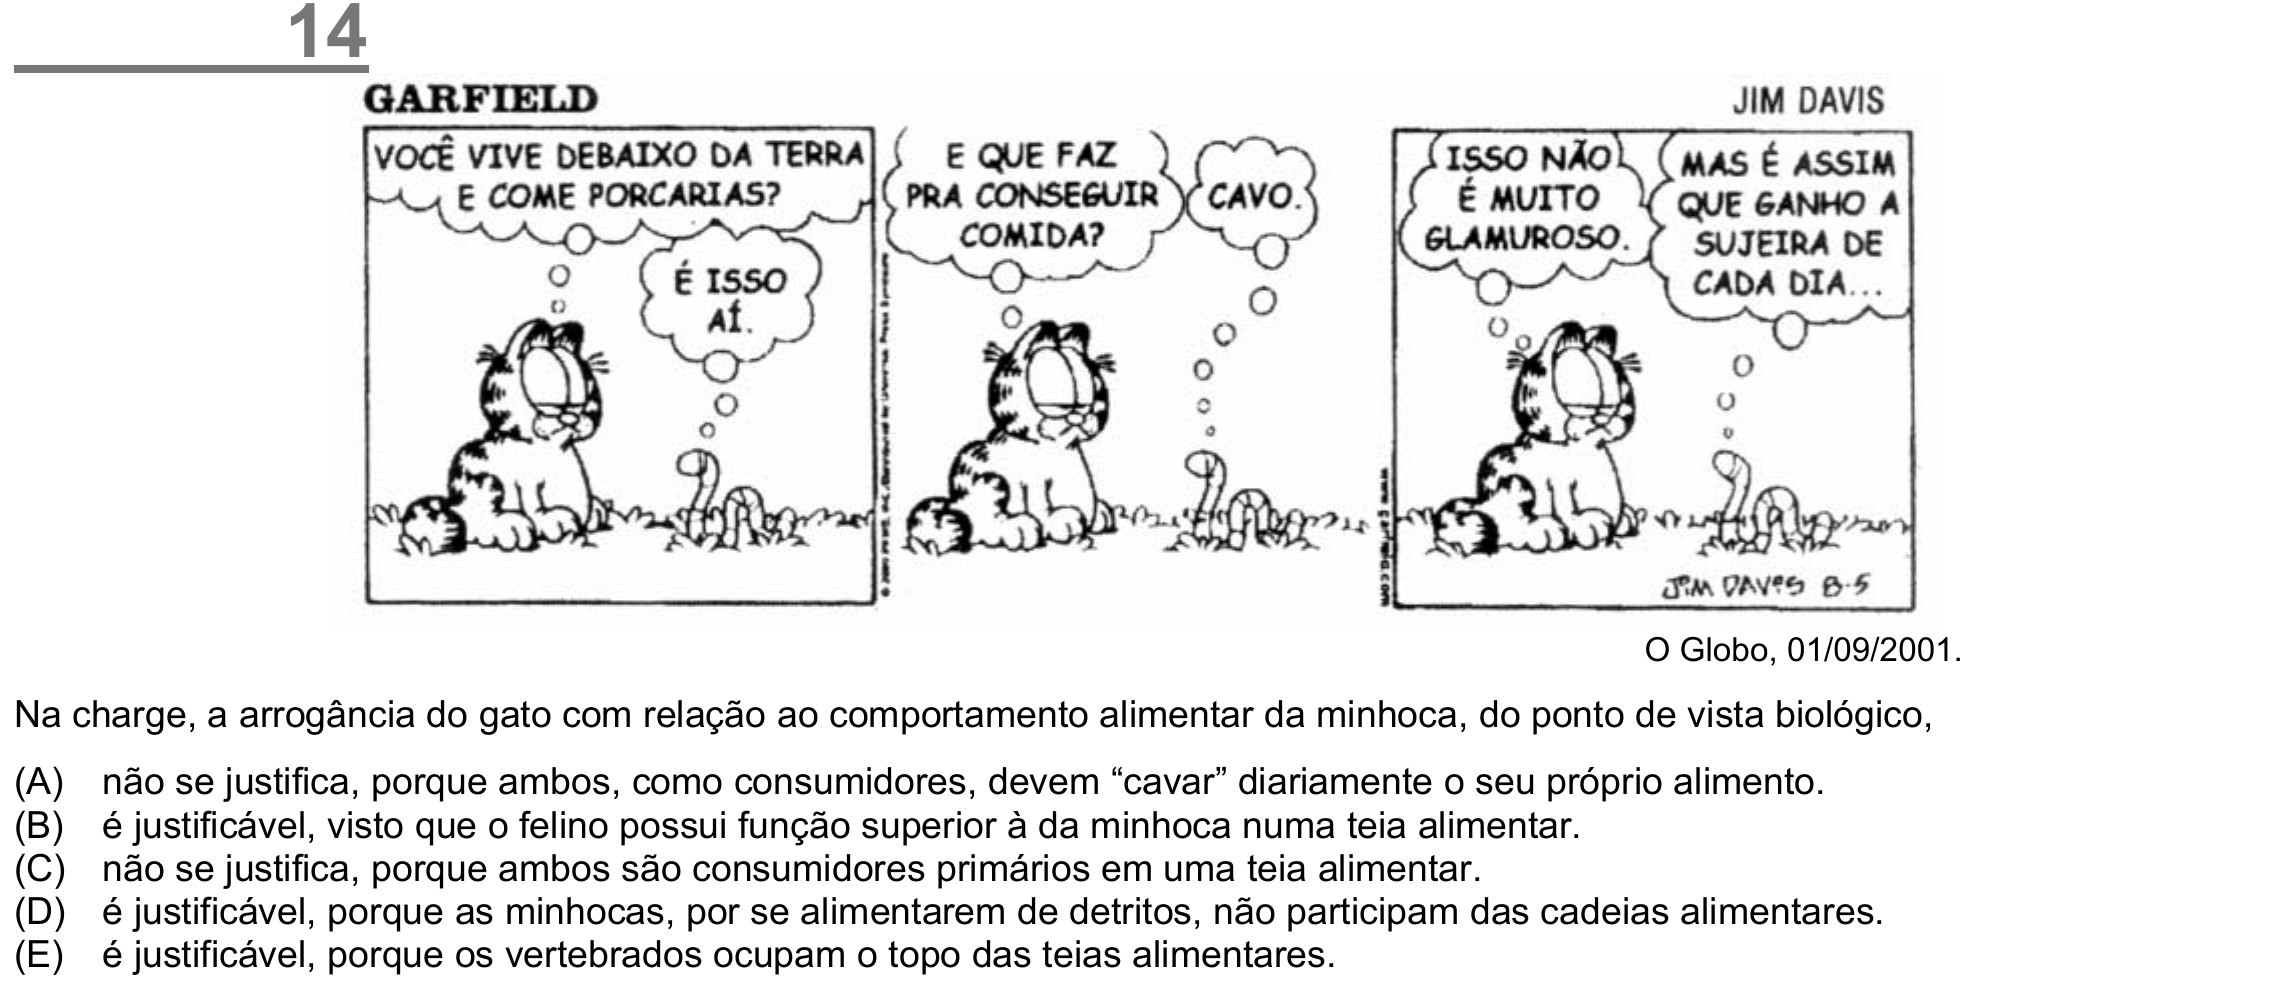 14
GARFIELD
JIM DAVIS
VOCÊ VIVE DEBAIXO DA TERRA
E COME PORCARIAS?
É ISSO
AÍ.
E QUE FAZ
PRA CONSEGUIR
COMIDA?
CAVO.
ISSO NÃO
É MUITO
GLAMUROSO.
MAS É ASSIM
QUE GANHO A
SUJEIRA DE
CADA DIA...
JIM DAVIS 8-5
O Globo, 01/09/2001.
Na charge, a arrogância do gato com relação ao comportamento alimentar da minhoca, do ponto de vista biológico,
(A) não se justifica, porque ambos, como consumidores, devem “cavar” diariamente o seu próprio alimento.
(B) é justificável, visto que o felino possui função superior à da minhoca numa teia alimentar.
(C) não se justifica, porque ambos são consumidores primários em uma teia alimentar.
(D) é justificável, porque as minhocas, por se alimentarem de detritos, não participam das cadeias alimentares.
(E) é justificável, porque os vertebrados ocupam o topo das teias alimentares.